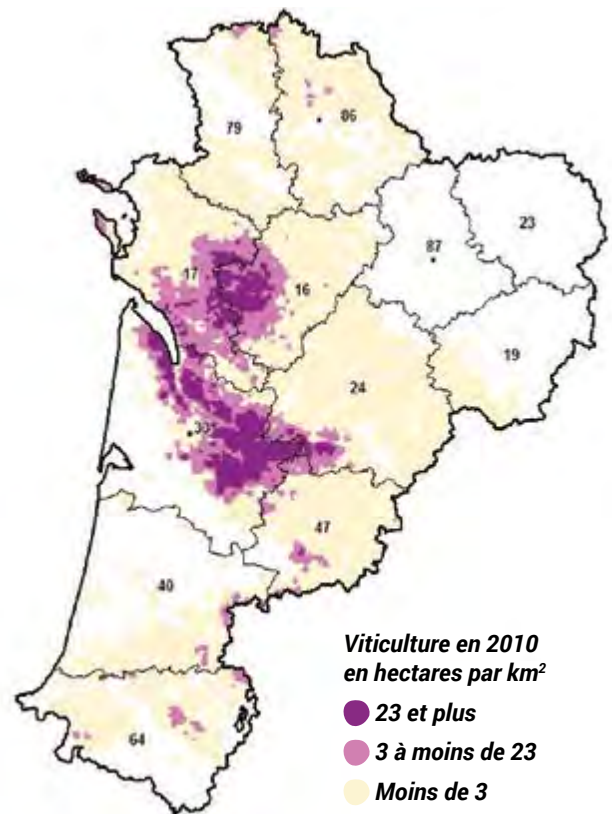 79
86
23
87
17
16
19
24
33
47
40
64
Viticulture en 2010
en hectares par km²
23 et plus
3 à moins de 23
Moins de 3